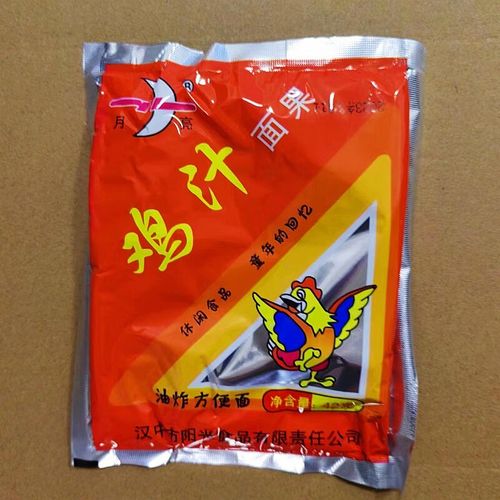 月亮®
鸡汁面果
休闲食品 童年的回忆
油炸方便面
净含量
汉中市阳光食品有限责任公司